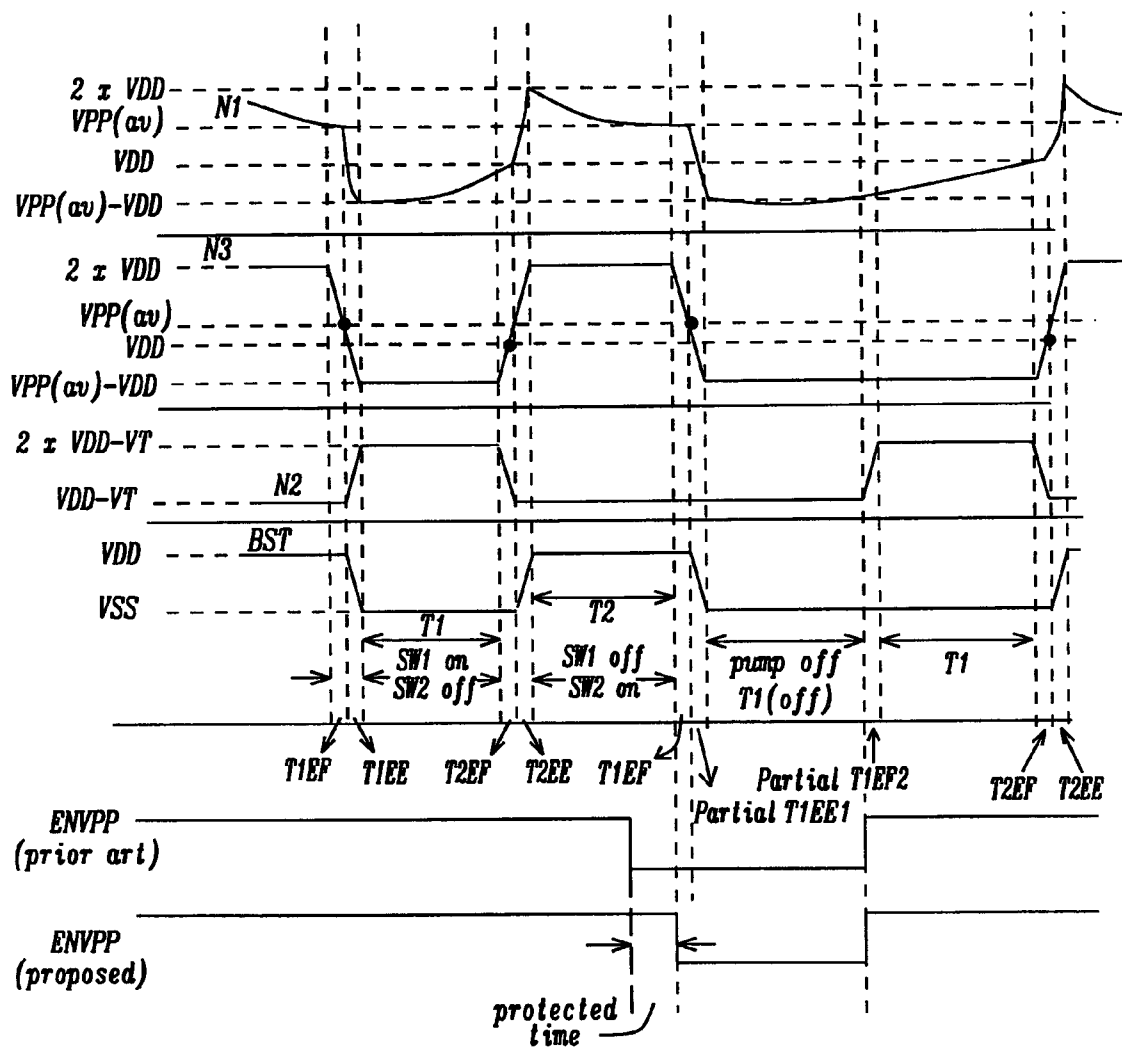 2 x VDD
N1
VPP(av)
VDD
VPP(av)-VDD
N3
2 x VDD
VPP(av)
VDD
VPP(av)-VDD
2 x VDD-VT
N2
VDD-VT
BST
VDD
VSS
T1
SW1 on
SW2 off
T2
SW1 off
SW2 on
pump off
T1(off)
T1
T1EF
T1EE
T2EF
T2EE
T1EF
Partial T1EF2
Partial T1EE1
T2EF
T2EE
ENVPP
(prior art)
ENVPP
(proposed)
protected
time